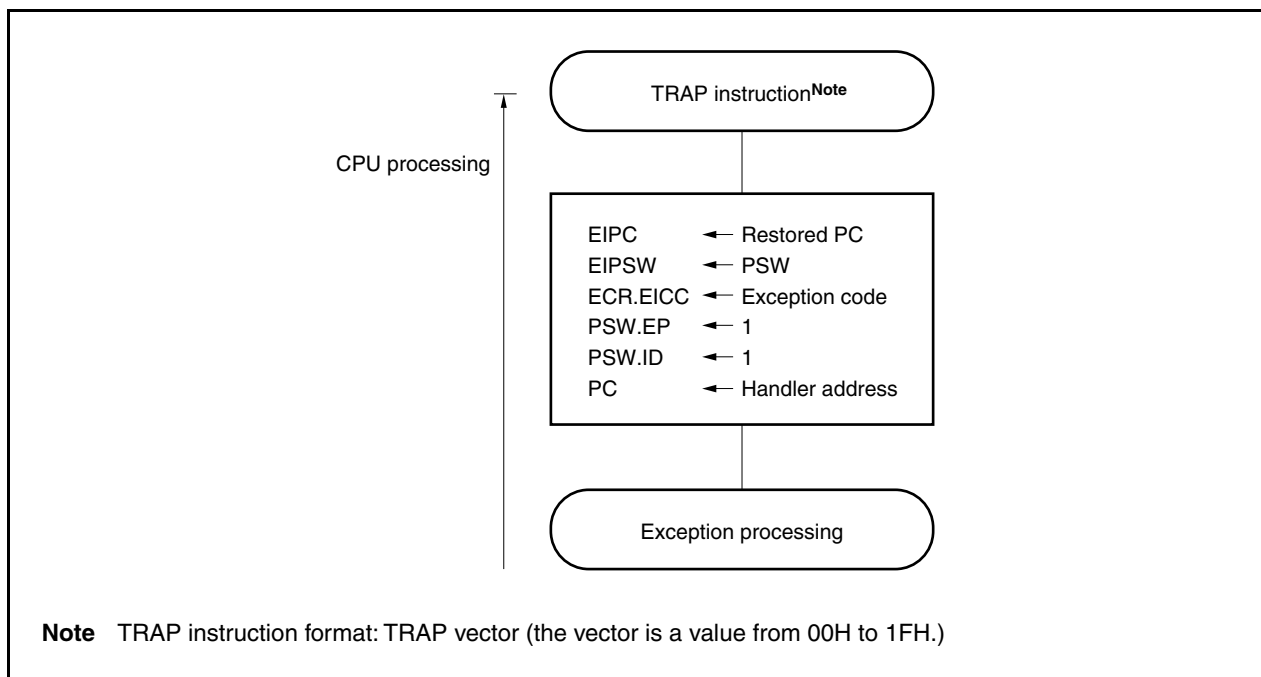 TRAP instructionNote
CPU processing
EIPC ← Restored PC
EIPSW ← PSW
ECR.EICC ← Exception code
PSW.EP ← 1
PSW.ID ← 1
PC ← Handler address
Exception processing
Note TRAP instruction format: TRAP vector (the vector is a value from 00H to 1FH.)